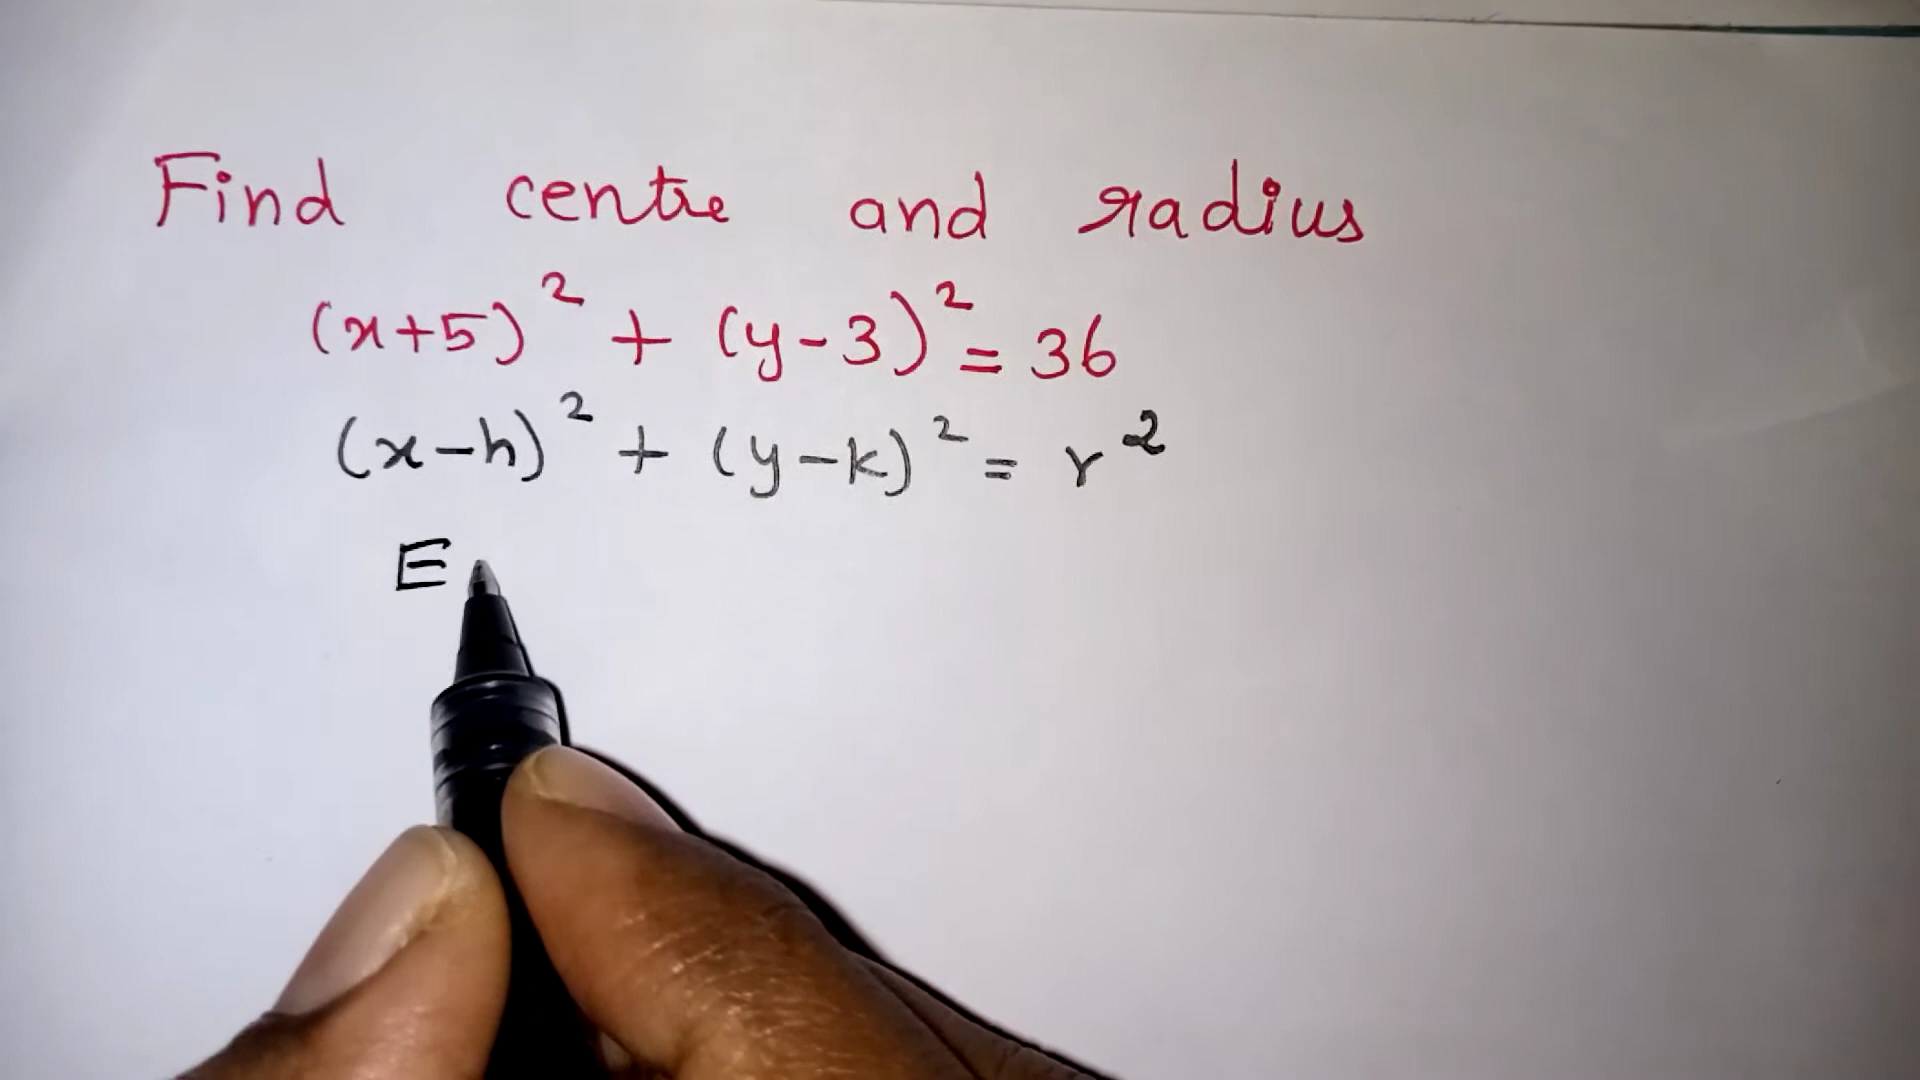 Find centre and radius
(x+5)² + (y-3)² = 36
(x-h)² + (y-k)² = r²
E